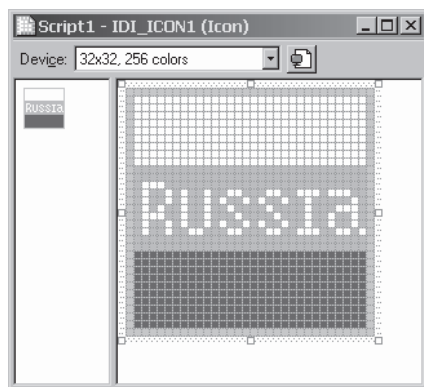 Script1 - IDI_ICON1 (Icon)
Device: 32x32, 256 colors
RUSSIa
RUSSIa